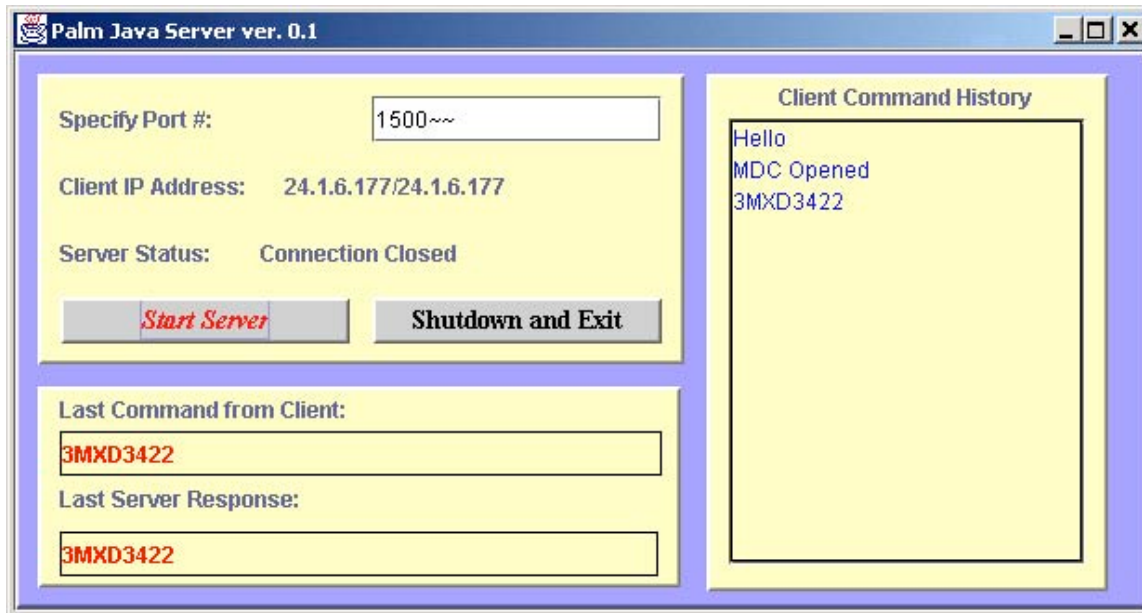 Palm Java Server ver. 0.1
Specify Port #: 1500~~
Client IP Address: 24.1.6.177/24.1.6.177
Server Status: Connection Closed
Start Server Shutdown and Exit
Last Command from Client:
3MXD3422
Last Server Response:
3MXD3422
Client Command History
Hello
MDC Opened
3MXD3422